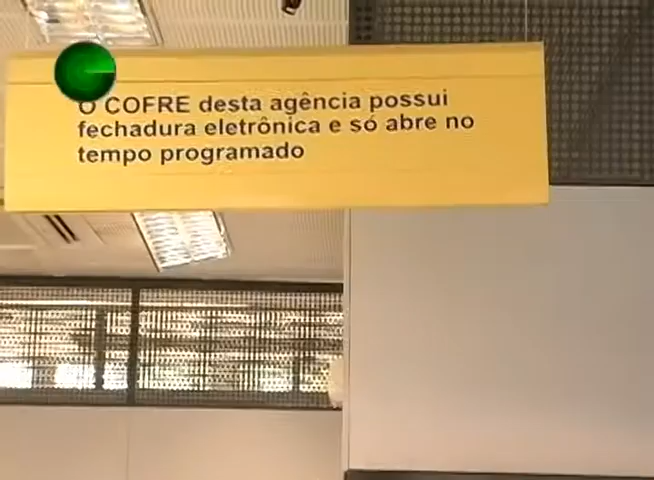 O COFRE desta agência possui
fechadura eletrônica e só abre no
tempo programado